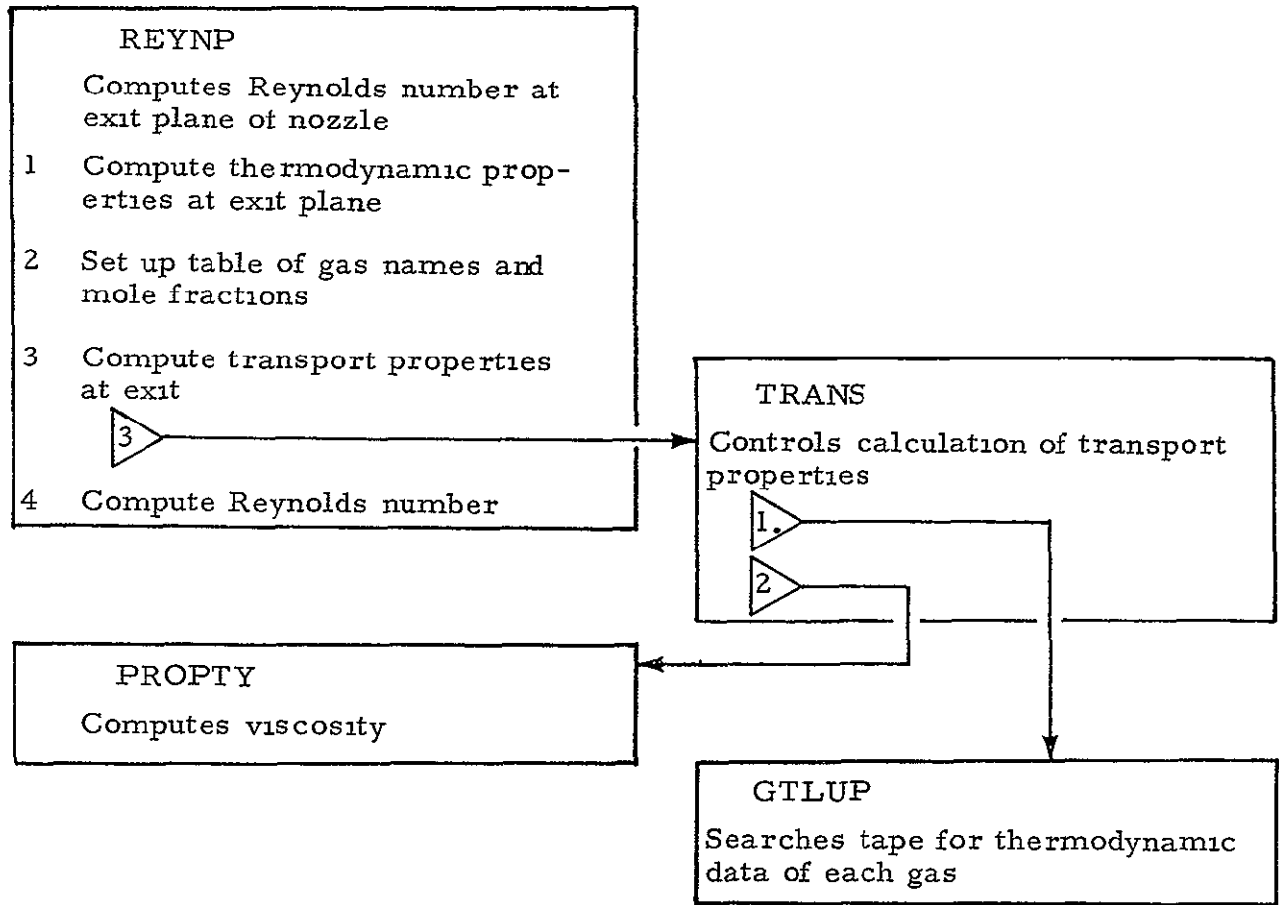 REYNP
Computes Reynolds number at
exit plane of nozzle
1 Compute thermodynamic prop-
erties at exit plane
2 Set up table of gas names and
mole fractions
3 Compute transport properties
at exit
3
4 Compute Reynolds number
TRANS
Controls calculation of transport
properties
1.
2
PROPTY
Computes viscosity
GTLUP
Searches tape for thermodynamic
data of each gas